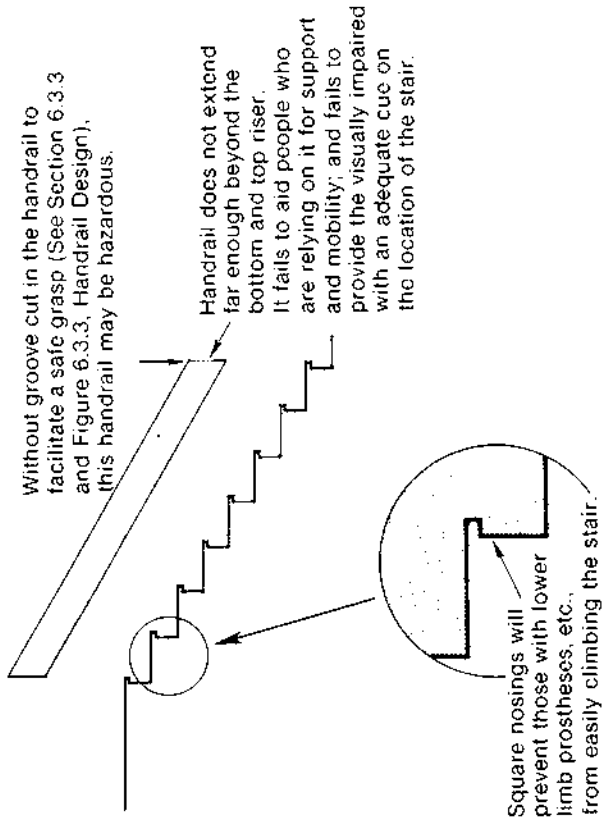 Without groove cut in the handrail to
facilitate a safe grasp (See Section 6.3.3
and Figure 6.3.3, Handrail Design),
this handrail may be hazardous.
Handrail does not extend
far enough beyond the
bottom and top riser.
It fails to aid people who
are relying on it for support
and mobility; and fails to
provide the visually impaired
with an adequate cue on
the location of the stair.
Square nosings will
prevent those with lower
limb prostheses, etc.,
from easily climbing the stair.